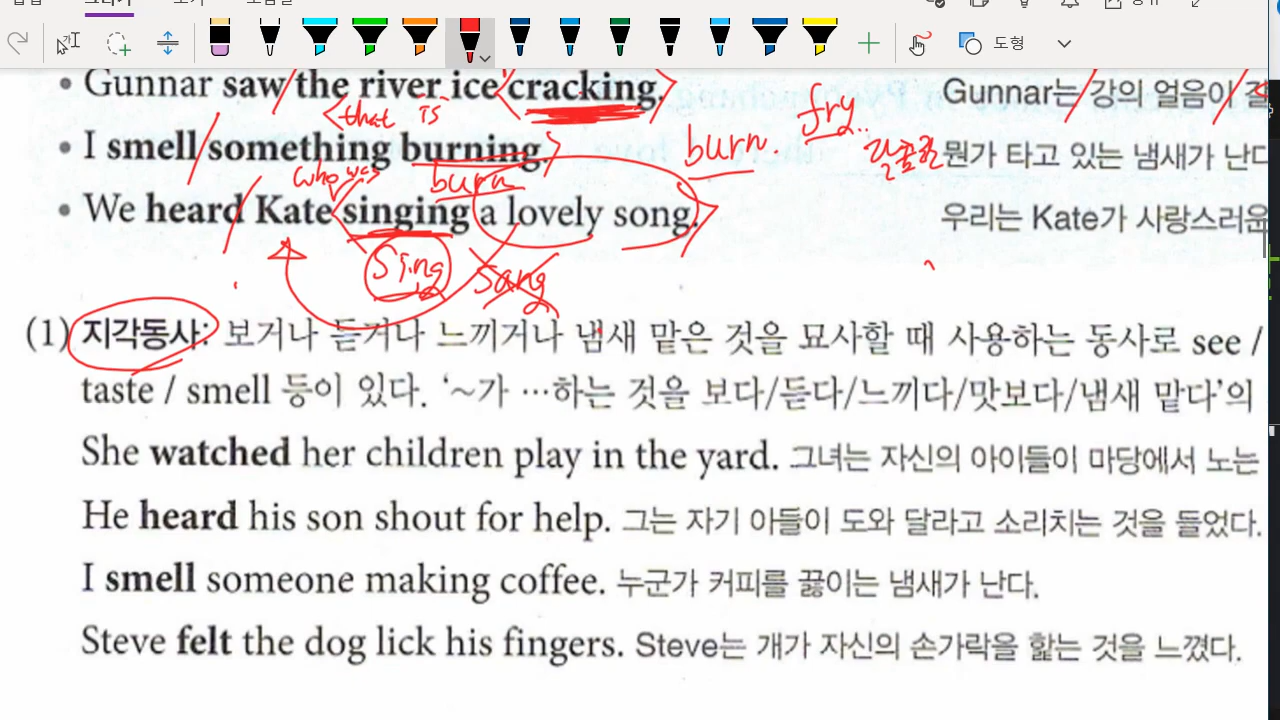 도형
• Gunnar saw the river ice cracking. Gunnar는 강의 얼음이
that is fry
• I smell something burning. burn. 뭔가 타고 있는 냄새가 난다
who was burn
• We heard Kate singing a lovely song. 우리는 Kate가 사랑스러운
sing sang
(1) 지각동사: 보거나 듣거나 느끼거나 냄새 맡은 것을 묘사할 때 사용하는 동사로 see /
taste / smell 등이 있다. ‘~가 …하는 것을 보다/듣다/느끼다/맛보다/냄새 맡다’의
She watched her children play in the yard. 그녀는 자신의 아이들이 마당에서 노는
He heard his son shout for help. 그는 자기 아들이 도와 달라고 소리치는 것을 들었다.
I smell someone making coffee. 누군가 커피를 끓이는 냄새가 난다.
Steve felt the dog lick his fingers. Steve는 개가 자신의 손가락을 핥는 것을 느꼈다.